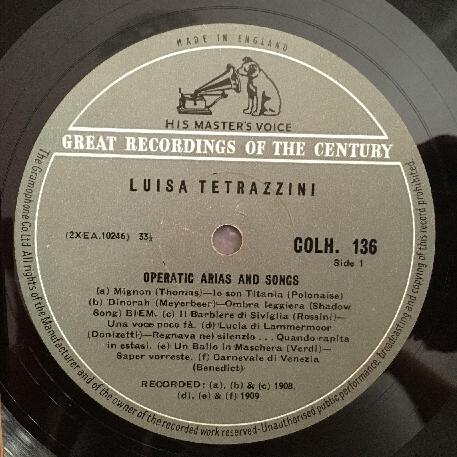 MADE IN ENGLAND
HIS MASTER'S VOICE
GREAT RECORDINGS OF THE CENTURY
LUISA TETRAZZINI
(2XEA.10246) 33⅓
COLH. 136
Side 1
OPERATIC ARIAS AND SONGS
(a) Mignon (Thomas)—Io son Titania (Polonaise)
(b) Dinorah (Meyerbeer)—Ombra leggiera (Shadow
Song) BIEM. (c) Il Barbiere di Siviglia (Rossini)—
Una voce poco fà. (d) Lucia di Lammermoor
(Donizetti)—Regnava nel silenzio . . . Quando rapita
in estasi. (e) Un Ballo in Maschera (Verdi)—
Saper vorreste. (f) Carnevale di Venezia
(Benedict)
RECORDED: (a), (b) & (c) 1908.
(d), (e) & (f) 1909
The Gramophone Co. Ltd. All rights of the Manufacturer and of the owner of the recorded work reserved-Unauthorised public performance, broadcasting and copying of this record prohibited